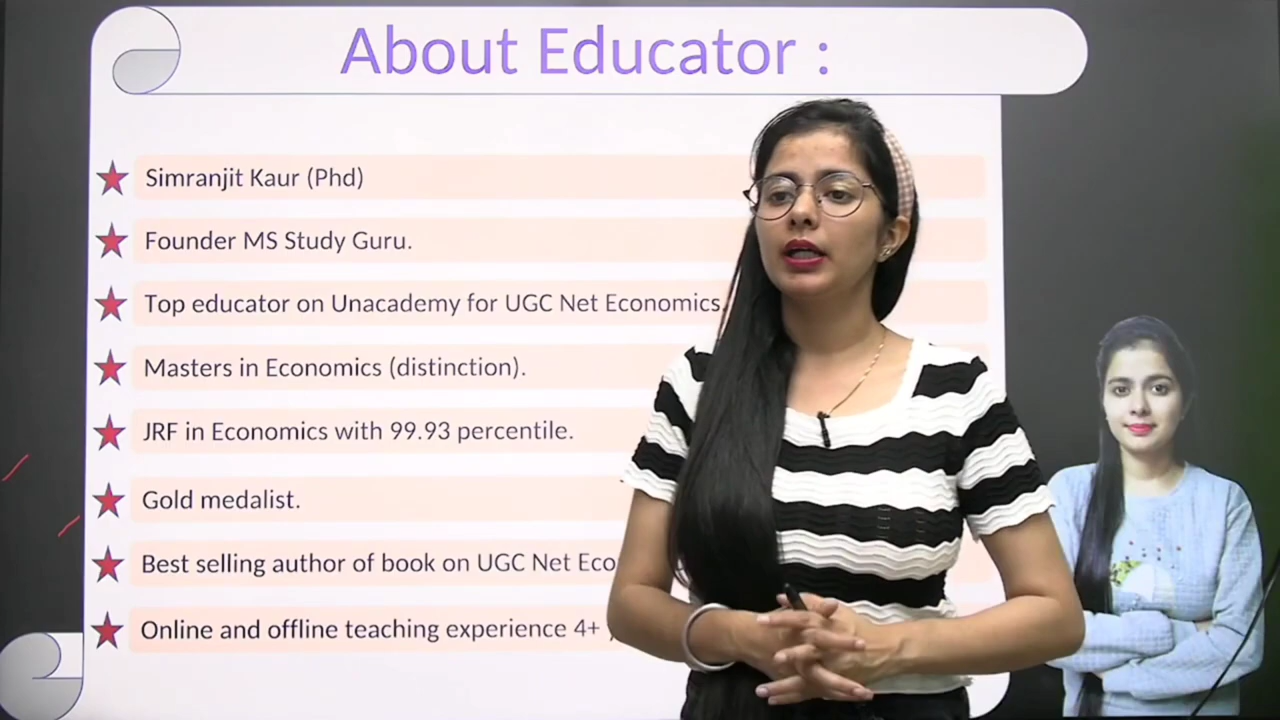 About Educator :
Simranjit Kaur (Phd)
Founder MS Study Guru.
Top educator on Unacademy for UGC Net Economics.
Masters in Economics (distinction).
JRF in Economics with 99.93 percentile.
Gold medalist.
Best selling author of book on UGC Net Eco
Online and offline teaching experience 4+